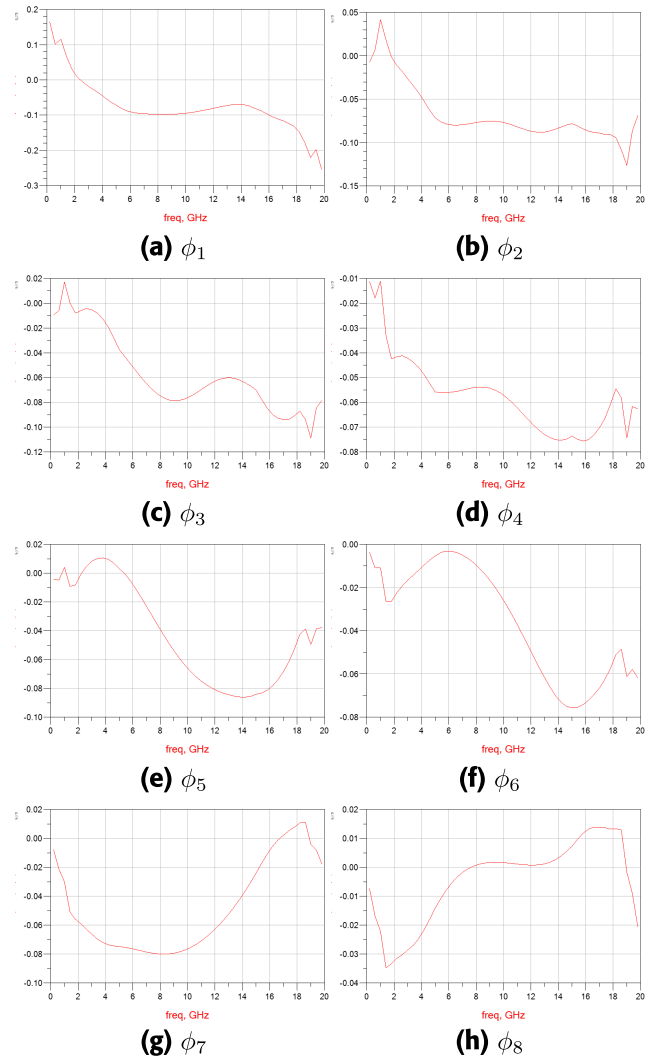 0.2
0.1
0.0
-0.1
-0.2
-0.3
0 2 4 6 8 10 12 14 16 18 20
freq, GHz
(a) ϕ1
0.05
0.00
-0.05
-0.10
-0.15
0 2 4 6 8 10 12 14 16 18 20
freq, GHz
(b) ϕ2
0.02
-0.00
-0.02
-0.04
-0.06
-0.08
-0.10
-0.12
0 2 4 6 8 10 12 14 16 18 20
freq, GHz
(c) ϕ3
-0.01
-0.02
-0.03
-0.04
-0.05
-0.06
-0.07
-0.08
0 2 4 6 8 10 12 14 16 18 20
freq, GHz
(d) ϕ4
0.02
-0.00
-0.02
-0.04
-0.06
-0.08
-0.10
0 2 4 6 8 10 12 14 16 18 20
freq, GHz
(e) ϕ5
0.00
-0.02
-0.04
-0.06
-0.08
0 2 4 6 8 10 12 14 16 18 20
freq, GHz
(f) ϕ6
0.02
0.00
-0.02
-0.04
-0.06
-0.08
-0.10
0 2 4 6 8 10 12 14 16 18 20
freq, GHz
(g) ϕ7
0.02
0.01
0.00
-0.01
-0.02
-0.03
-0.04
0 2 4 6 8 10 12 14 16 18 20
freq, GHz
(h) ϕ8